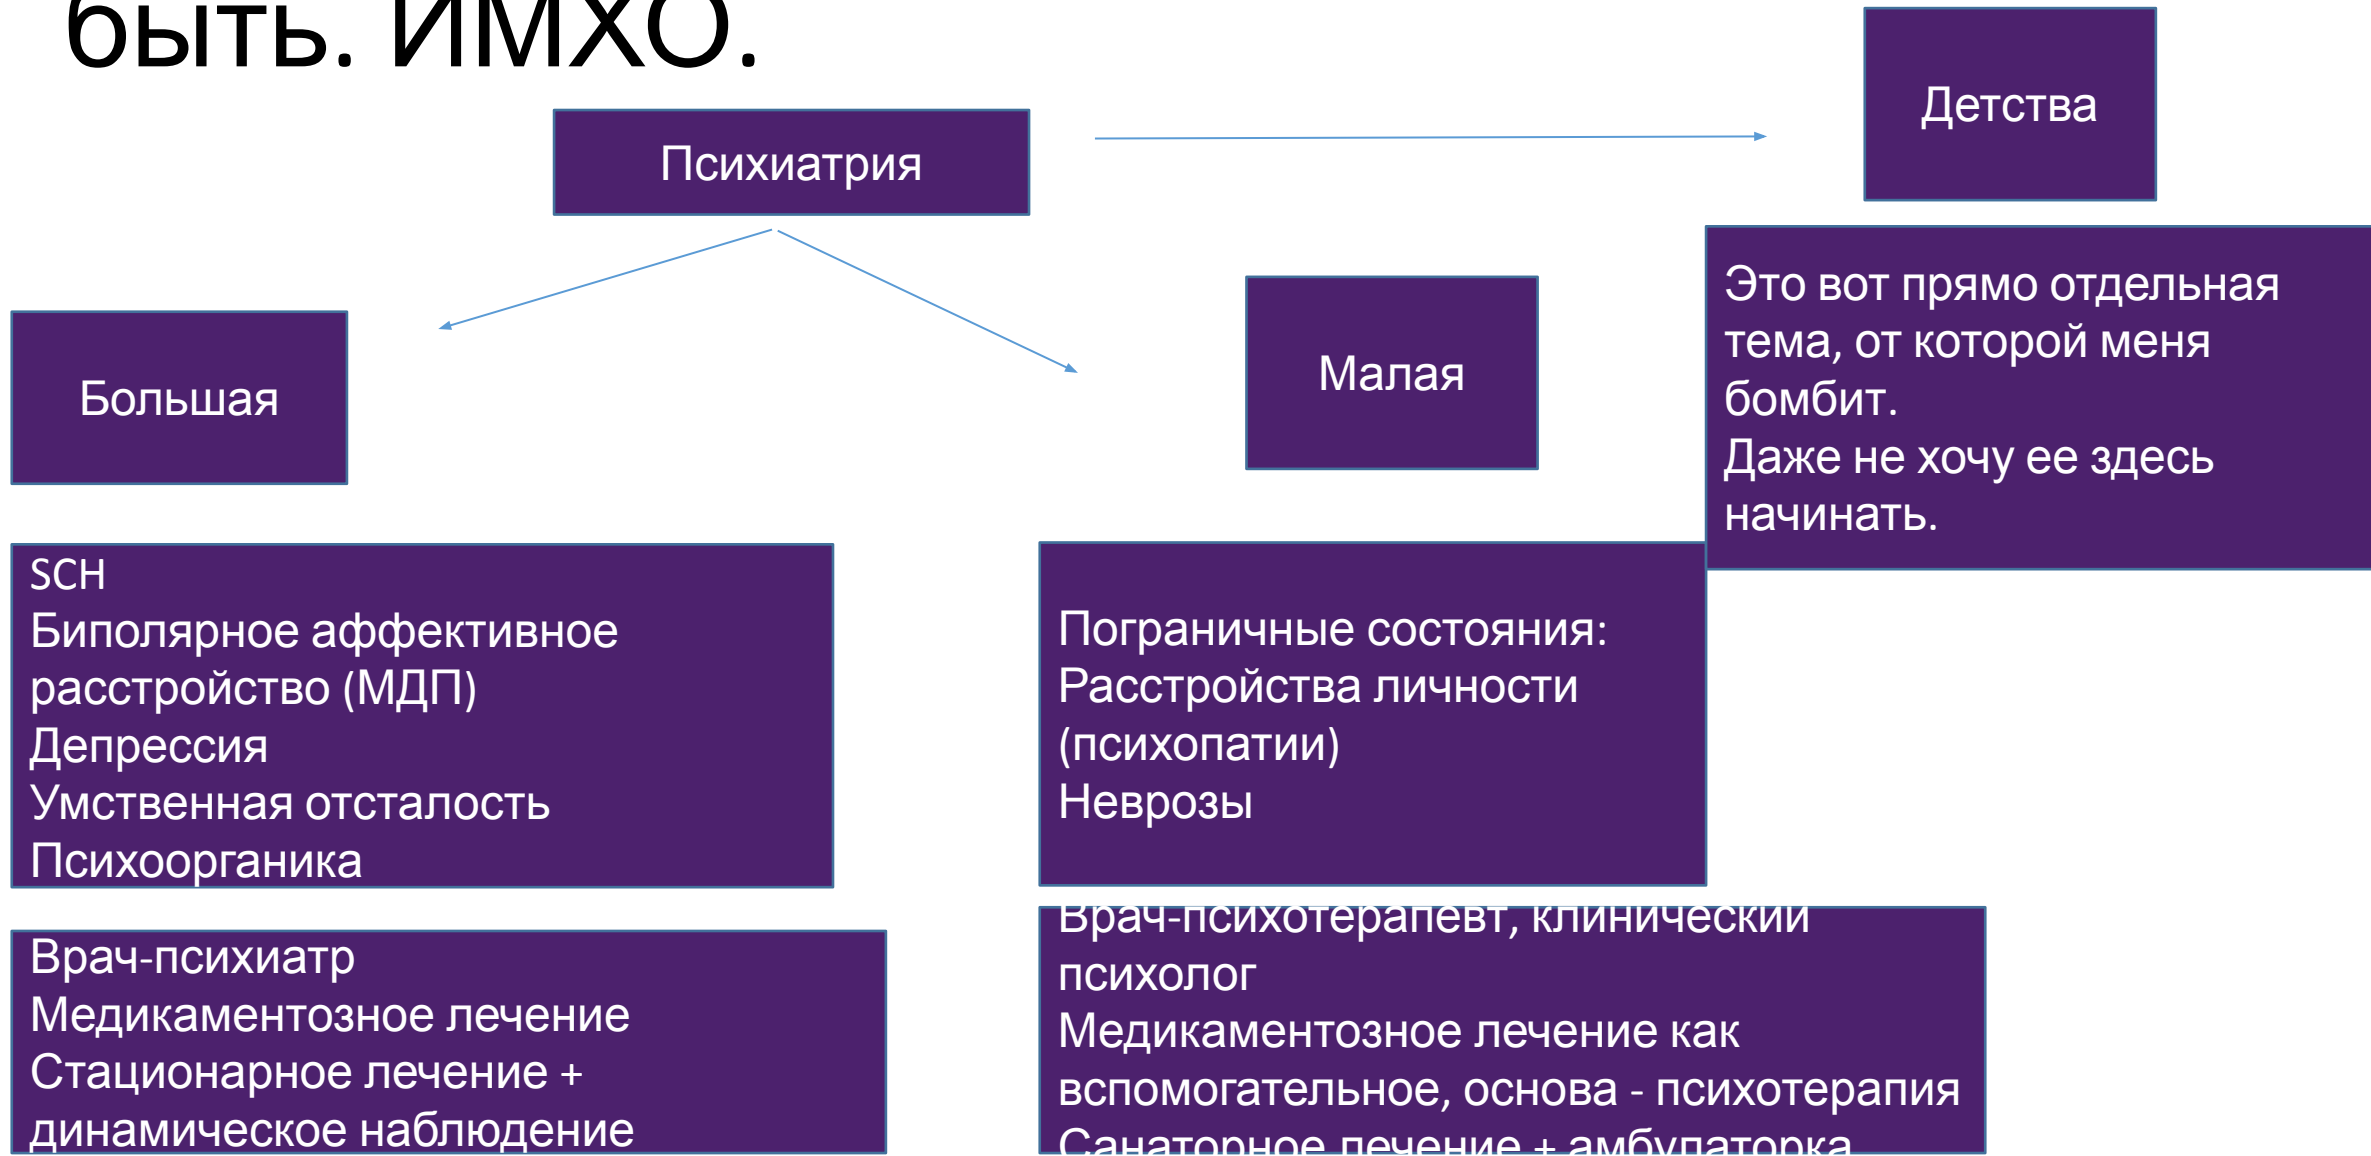 быть. ИМХО.
Психиатрия
Детства
Большая
Малая
Это вот прямо отдельная
тема, от которой меня
бомбит.
Даже не хочу ее здесь
начинать.
SCH
Биполярное аффективное
расстройство (МДП)
Депрессия
Умственная отсталость
Психоорганика
Пограничные состояния:
Расстройства личности
(психопатии)
Неврозы
Врач-психиатр
Медикаментозное лечение
Стационарное лечение +
динамическое наблюдение
Врач-психотерапевт, клинический
психолог
Медикаментозное лечение как
вспомогательное, основа - психотерапия
Санаторное лечение + амбулаторка